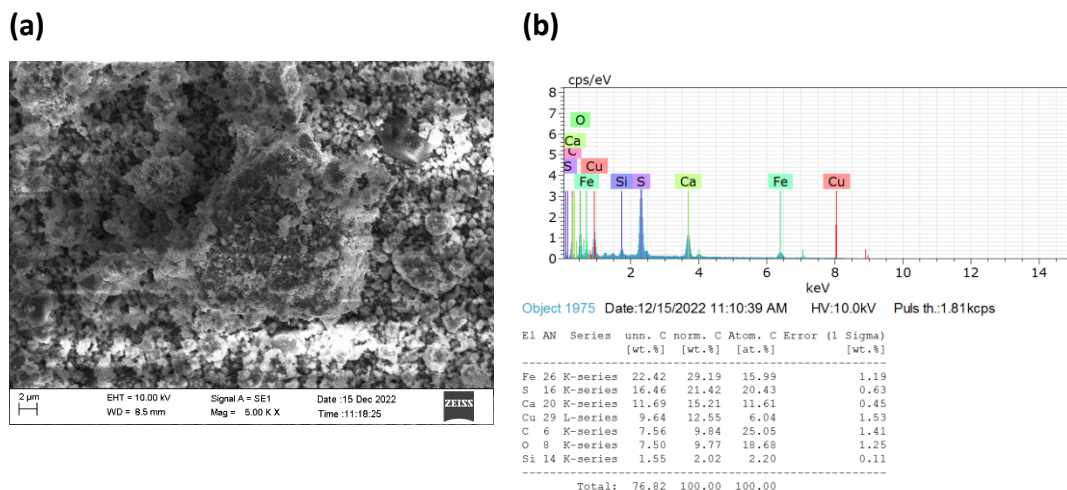 (a)
(b)
2 µm
EHT = 10.00 kV
WD = 8.5 mm
Signal A = SE1
Mag = 5.00 K X
Date :15 Dec 2022
Time :11:18:25
ZEISS
cps/eV
8
7
6
5
4
3
2
1
0
O
Ca
C
S
Cu
Fe
Si
S
Ca
Fe
Cu
2 4 6 8 10 12 14
keV
Object 1975 Date:12/15/2022 11:10:39 AM HV:10.0kV Puls th.:1.81kcps
El AN Series unn. C norm. C Atom. C Error (1 Sigma)
[wt.%] [wt.%] [at.%] [wt.%]
--------------------------------------------------------
Fe 26 K-series 22.42 29.19 15.99 1.19
S 16 K-series 16.46 21.42 20.43 0.63
Ca 20 K-series 11.69 15.21 11.61 0.45
Cu 29 L-series 9.64 12.55 6.04 1.53
C 6 K-series 7.56 9.84 25.05 1.41
O 8 K-series 7.50 9.77 18.68 1.25
Si 14 K-series 1.55 2.02 2.20 0.11
--------------------------------------------------------
Total: 76.82 100.00 100.00